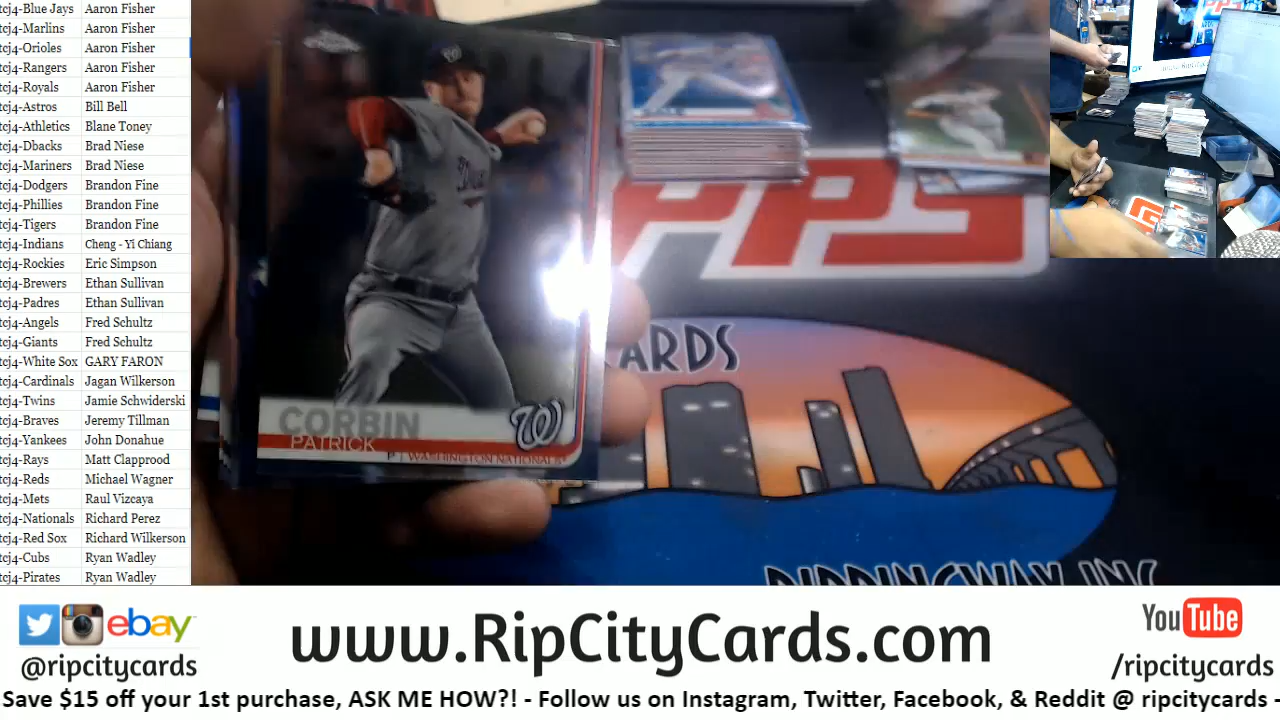 tcj4-Blue Jays Aaron Fisher
tcj4-Marlins Aaron Fisher
tcj4-Orioles Aaron Fisher
tcj4-Rangers Aaron Fisher
tcj4-Royals Aaron Fisher
tcj4-Astros Bill Bell
tcj4-Athletics Blane Toney
tcj4-Dbacks Brad Niese
tcj4-Mariners Brad Niese
tcj4-Dodgers Brandon Fine
tcj4-Phillies Brandon Fine
tcj4-Tigers Brandon Fine
tcj4-Indians Cheng - Yi Chiang
tcj4-Rockies Eric Simpson
tcj4-Brewers Ethan Sullivan
tcj4-Padres Ethan Sullivan
tcj4-Angels Fred Schultz
tcj4-Giants Fred Schultz
tcj4-White Sox GARY FARON
tcj4-Cardinals Jagan Wilkerson
tcj4-Twins Jamie Schwiderski
tcj4-Braves Jeremy Tillman
tcj4-Yankees John Donahue
tcj4-Rays Matt Clapprood
tcj4-Reds Michael Wagner
tcj4-Mets Raul Vizcaya
tcj4-Nationals Richard Perez
tcj4-Red Sox Richard Wilkerson
tcj4-Cubs Ryan Wadley
tcj4-Pirates Ryan Wadley
W
CORBIN
PATRICK
P | WASHINGTON NATIONALS
W
PPS
ARDS
RIPPINGWAX INC
ebay
@ripcitycards
www.RipCityCards.com
YouTube
/ripcitycards
Save $15 off your 1st purchase, ASK ME HOW?! - Follow us on Instagram, Twitter, Facebook, & Reddit @ ripcitycards -